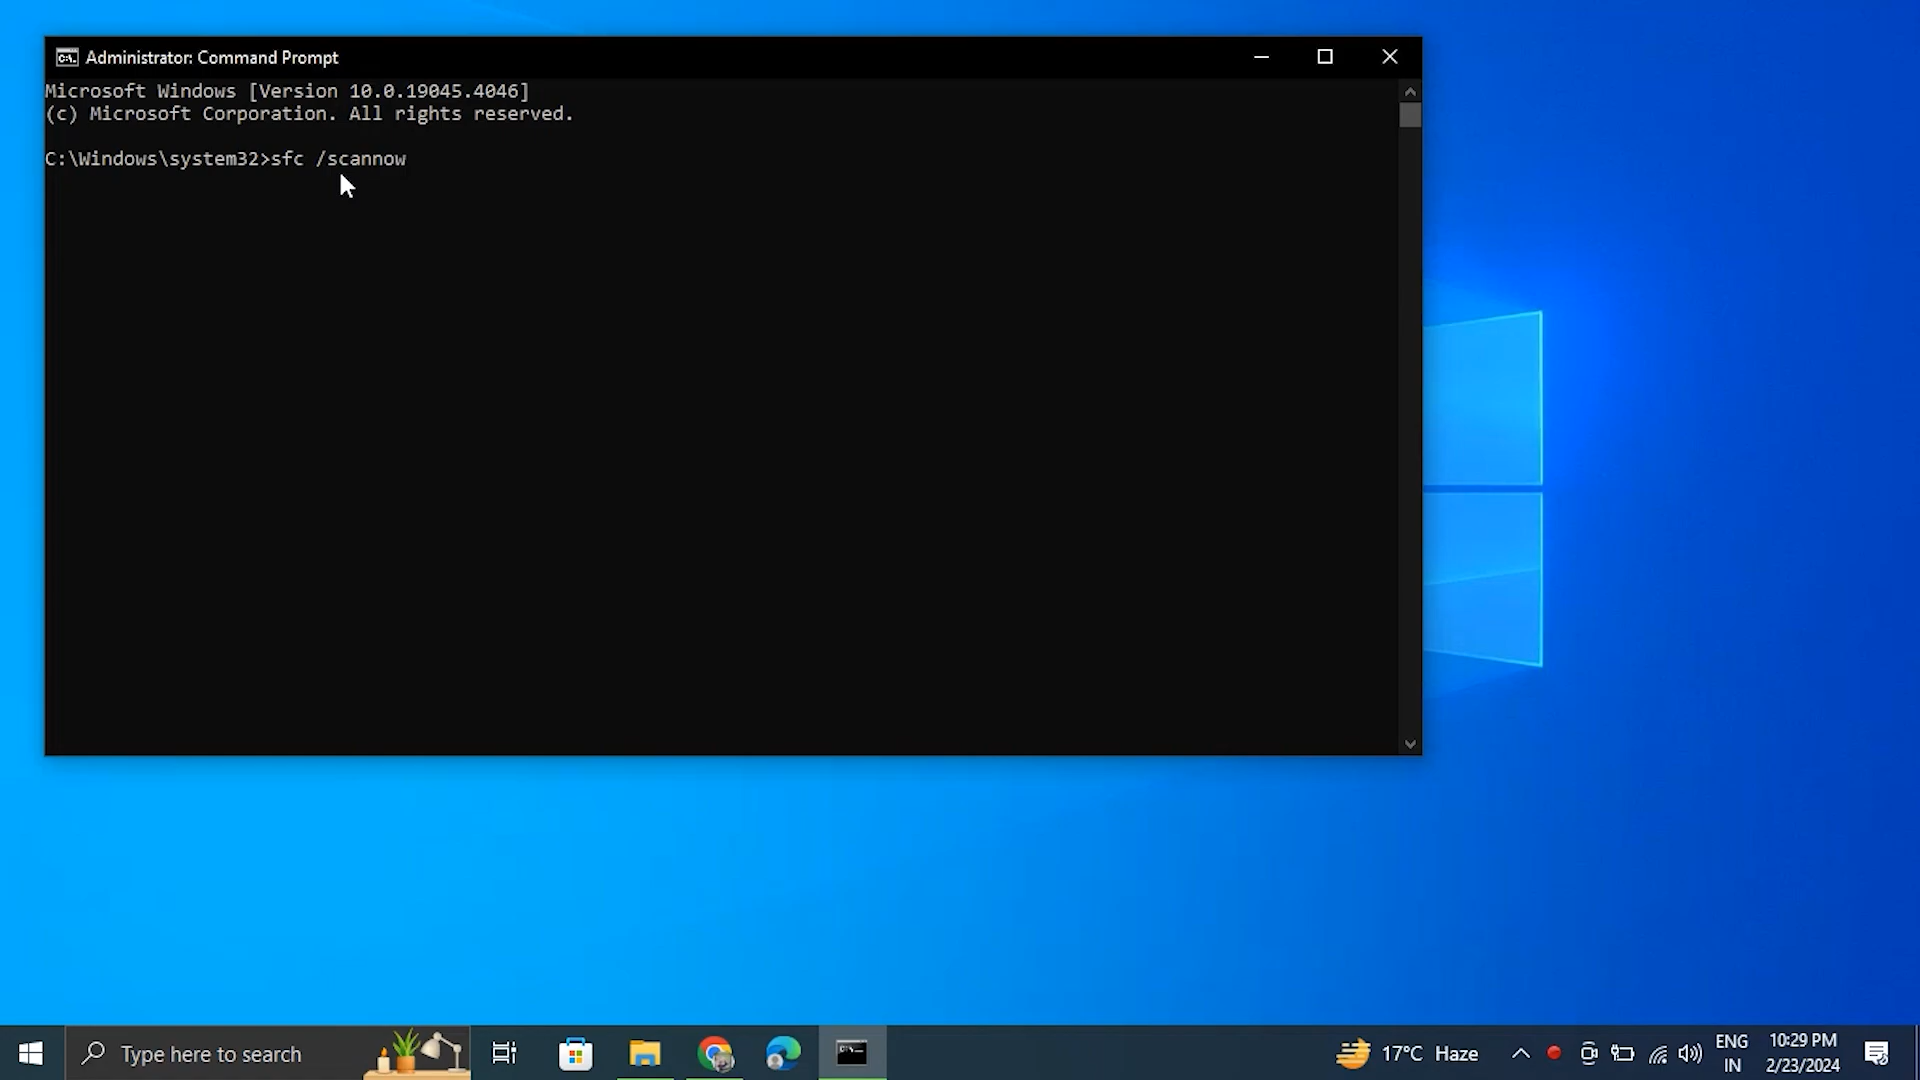 Administrator: Command Prompt
Microsoft Windows [Version 10.0.19045.4046]
(c) Microsoft Corporation. All rights reserved.
C:\Windows\system32>sfc /scannow
Type here to search
17°C Haze
ENG
IN
10:29 PM
2/23/2024